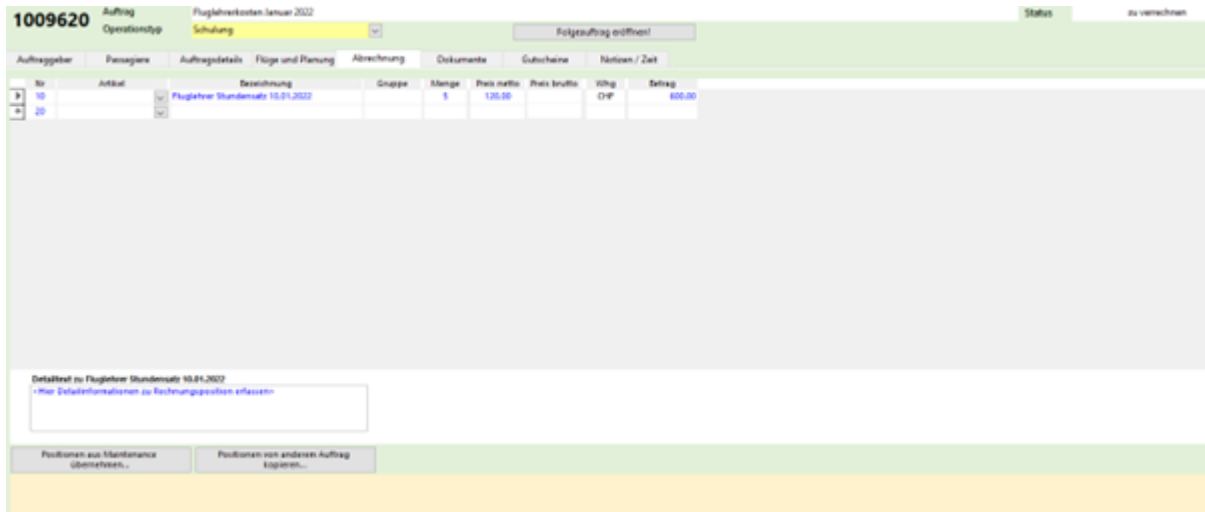 1009620 Auftrag Fluglehrerkosten Januar 2022 Status zu verrechnen
Operationstyp Schulung Folgeauftrag eröffnen!
Auftraggeber Passagiere Auftragsdetails Flüge und Planung Abrechnung Dokumente Gutscheine Notizen / Zeit
Nr Artikel Bezeichnung Gruppe Menge Preis netto Preis brutto Whg Betrag
10 Fluglehrer Stundensatz 10.01.2022 5 120.00 CHF 600.00
20
Detailtext zu Fluglehrer Stundensatz 10.01.2022
<Hier Detailinformationen zu Rechnungsposition erfassen>
Positionen aus Maintenance übernehmen... Positionen von anderem Auftrag kopieren...